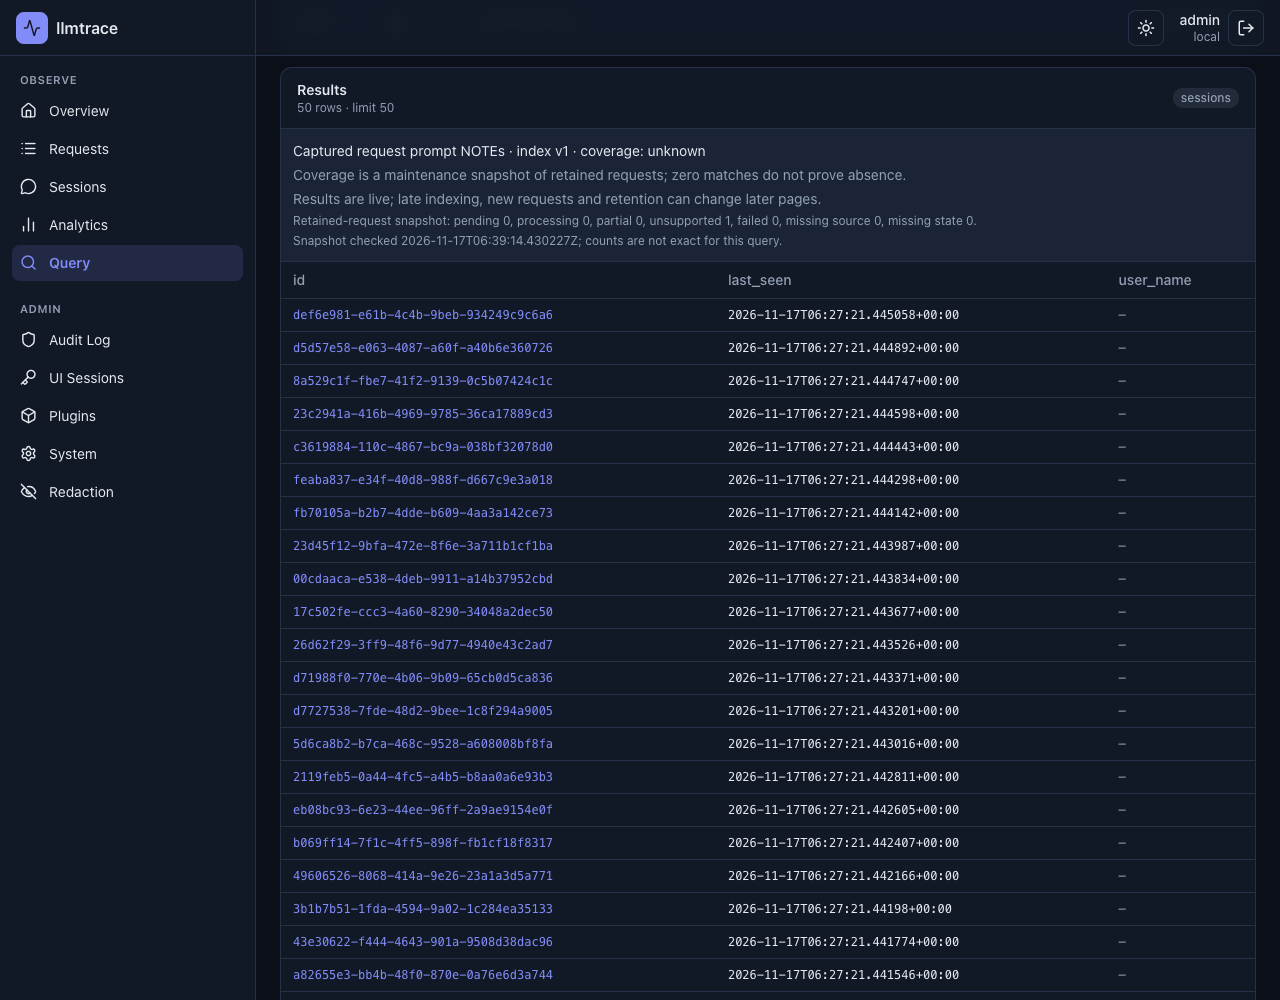 llmtrace
admin
local
OBSERVE
Overview
Requests
Sessions
Analytics
Query
ADMIN
Audit Log
UI Sessions
Plugins
System
Redaction
Results
50 rows · limit 50
sessions
Captured request prompt NOTEs · index v1 · coverage: unknown
Coverage is a maintenance snapshot of retained requests; zero matches do not prove absence.
Results are live; late indexing, new requests and retention can change later pages.
Retained-request snapshot: pending 0, processing 0, partial 0, unsupported 1, failed 0, missing source 0, missing state 0.
Snapshot checked 2026-11-17T06:39:14.430227Z; counts are not exact for this query.
id last_seen user_name
def6e981-e61b-4c4b-9beb-934249c9c6a6 2026-11-17T06:27:21.445058+00:00 —
d5d57e58-e063-4087-a60f-a40b6e360726 2026-11-17T06:27:21.444892+00:00 —
8a529c1f-fbe7-41f2-9139-0c5b07424c1c 2026-11-17T06:27:21.444747+00:00 —
23c2941a-416b-4969-9785-36ca17889cd3 2026-11-17T06:27:21.444598+00:00 —
c3619884-110c-4867-bc9a-038bf32078d0 2026-11-17T06:27:21.444443+00:00 —
feaba837-e34f-40d8-988f-d667c9e3a018 2026-11-17T06:27:21.444298+00:00 —
fb70105a-b2b7-4dde-b609-4aa3a142ce73 2026-11-17T06:27:21.444142+00:00 —
23d45f12-9bfa-472e-8f6e-3a711b1cf1ba 2026-11-17T06:27:21.443987+00:00 —
00cdaaca-e538-4deb-9911-a14b37952cbd 2026-11-17T06:27:21.443834+00:00 —
17c502fe-ccc3-4a60-8290-34048a2dec50 2026-11-17T06:27:21.443677+00:00 —
26d62f29-3ff9-48f6-9d77-4940e43c2ad7 2026-11-17T06:27:21.443526+00:00 —
d71988f0-770e-4b06-9b09-65cb0d5ca836 2026-11-17T06:27:21.443371+00:00 —
d7727538-7fde-48d2-9bee-1c8f294a9005 2026-11-17T06:27:21.443201+00:00 —
5d6ca8b2-b7ca-468c-9528-a608008bf8fa 2026-11-17T06:27:21.443016+00:00 —
2119feb5-0a44-4fc5-a4b5-b8aa0a6e93b3 2026-11-17T06:27:21.442811+00:00 —
eb08bc93-6e23-44ee-96ff-2a9ae9154e0f 2026-11-17T06:27:21.442605+00:00 —
b069ff14-7f1c-4ff5-898f-fb1cf18f8317 2026-11-17T06:27:21.442407+00:00 —
49606526-8068-414a-9e26-23a1a3d5a771 2026-11-17T06:27:21.442166+00:00 —
3b1b7b51-1fda-4594-9a02-1c284ea35133 2026-11-17T06:27:21.44198+00:00 —
43e30622-f444-4643-901a-9508d38dac96 2026-11-17T06:27:21.441774+00:00 —
a82655e3-bb4b-48f0-870e-0a76e6d3a744 2026-11-17T06:27:21.441546+00:00 —